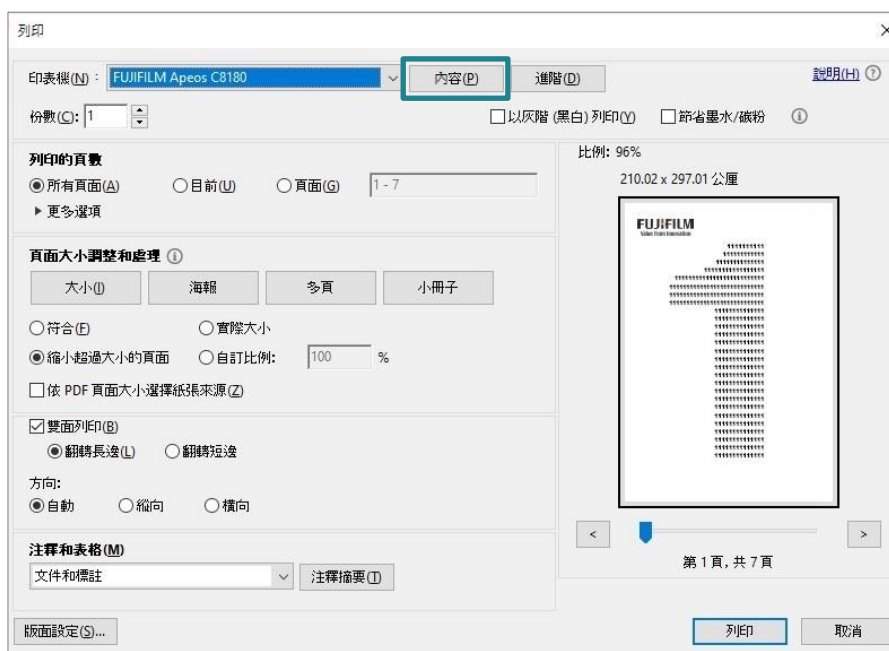 列印
印表機(N)： FUJIFILM Apeos C8180 內容(P) 進階(D) 說明(H)
份數(C): 1 以灰階 (黑白) 列印(Y) 節省墨水/碳粉
列印的頁數
所有頁面(A) 目前(U) 頁面(G) 1 - 7
更多選項
頁面大小調整和處理
大小(I) 海報 多頁 小冊子
符合(F) 實際大小
縮小超過大小的頁面 自訂比例: 100 %
依 PDF 頁面大小選擇紙張來源(Z)
雙面列印(B)
翻轉長邊(L) 翻轉短邊
方向:
自動 縱向 橫向
注釋和表格(M)
文件和標註 注釋摘要(T)
比例: 96%
210.02 x 297.01 公厘
FUJIFILM
Value from Innovation
< >
第 1 頁, 共 7 頁
版面設定(S)... 列印 取消